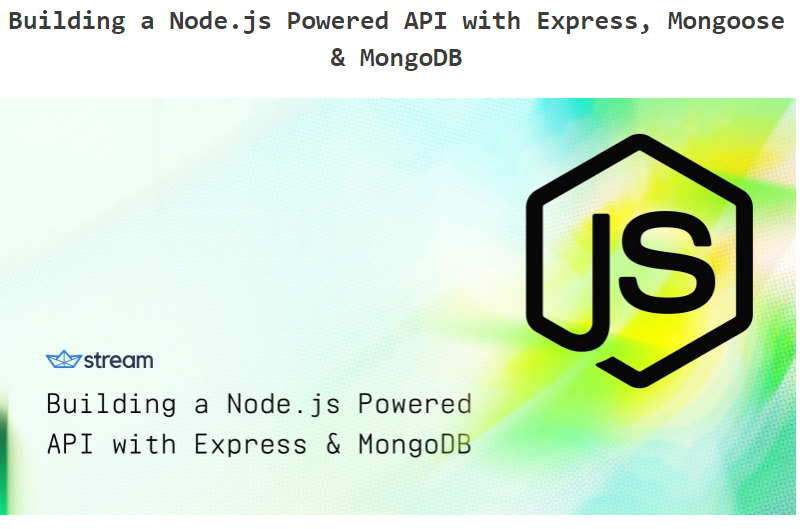 Building a Node.js Powered API with Express, Mongoose
& MongoDB
JS
stream
Building a Node.js Powered
API with Express & MongoDB